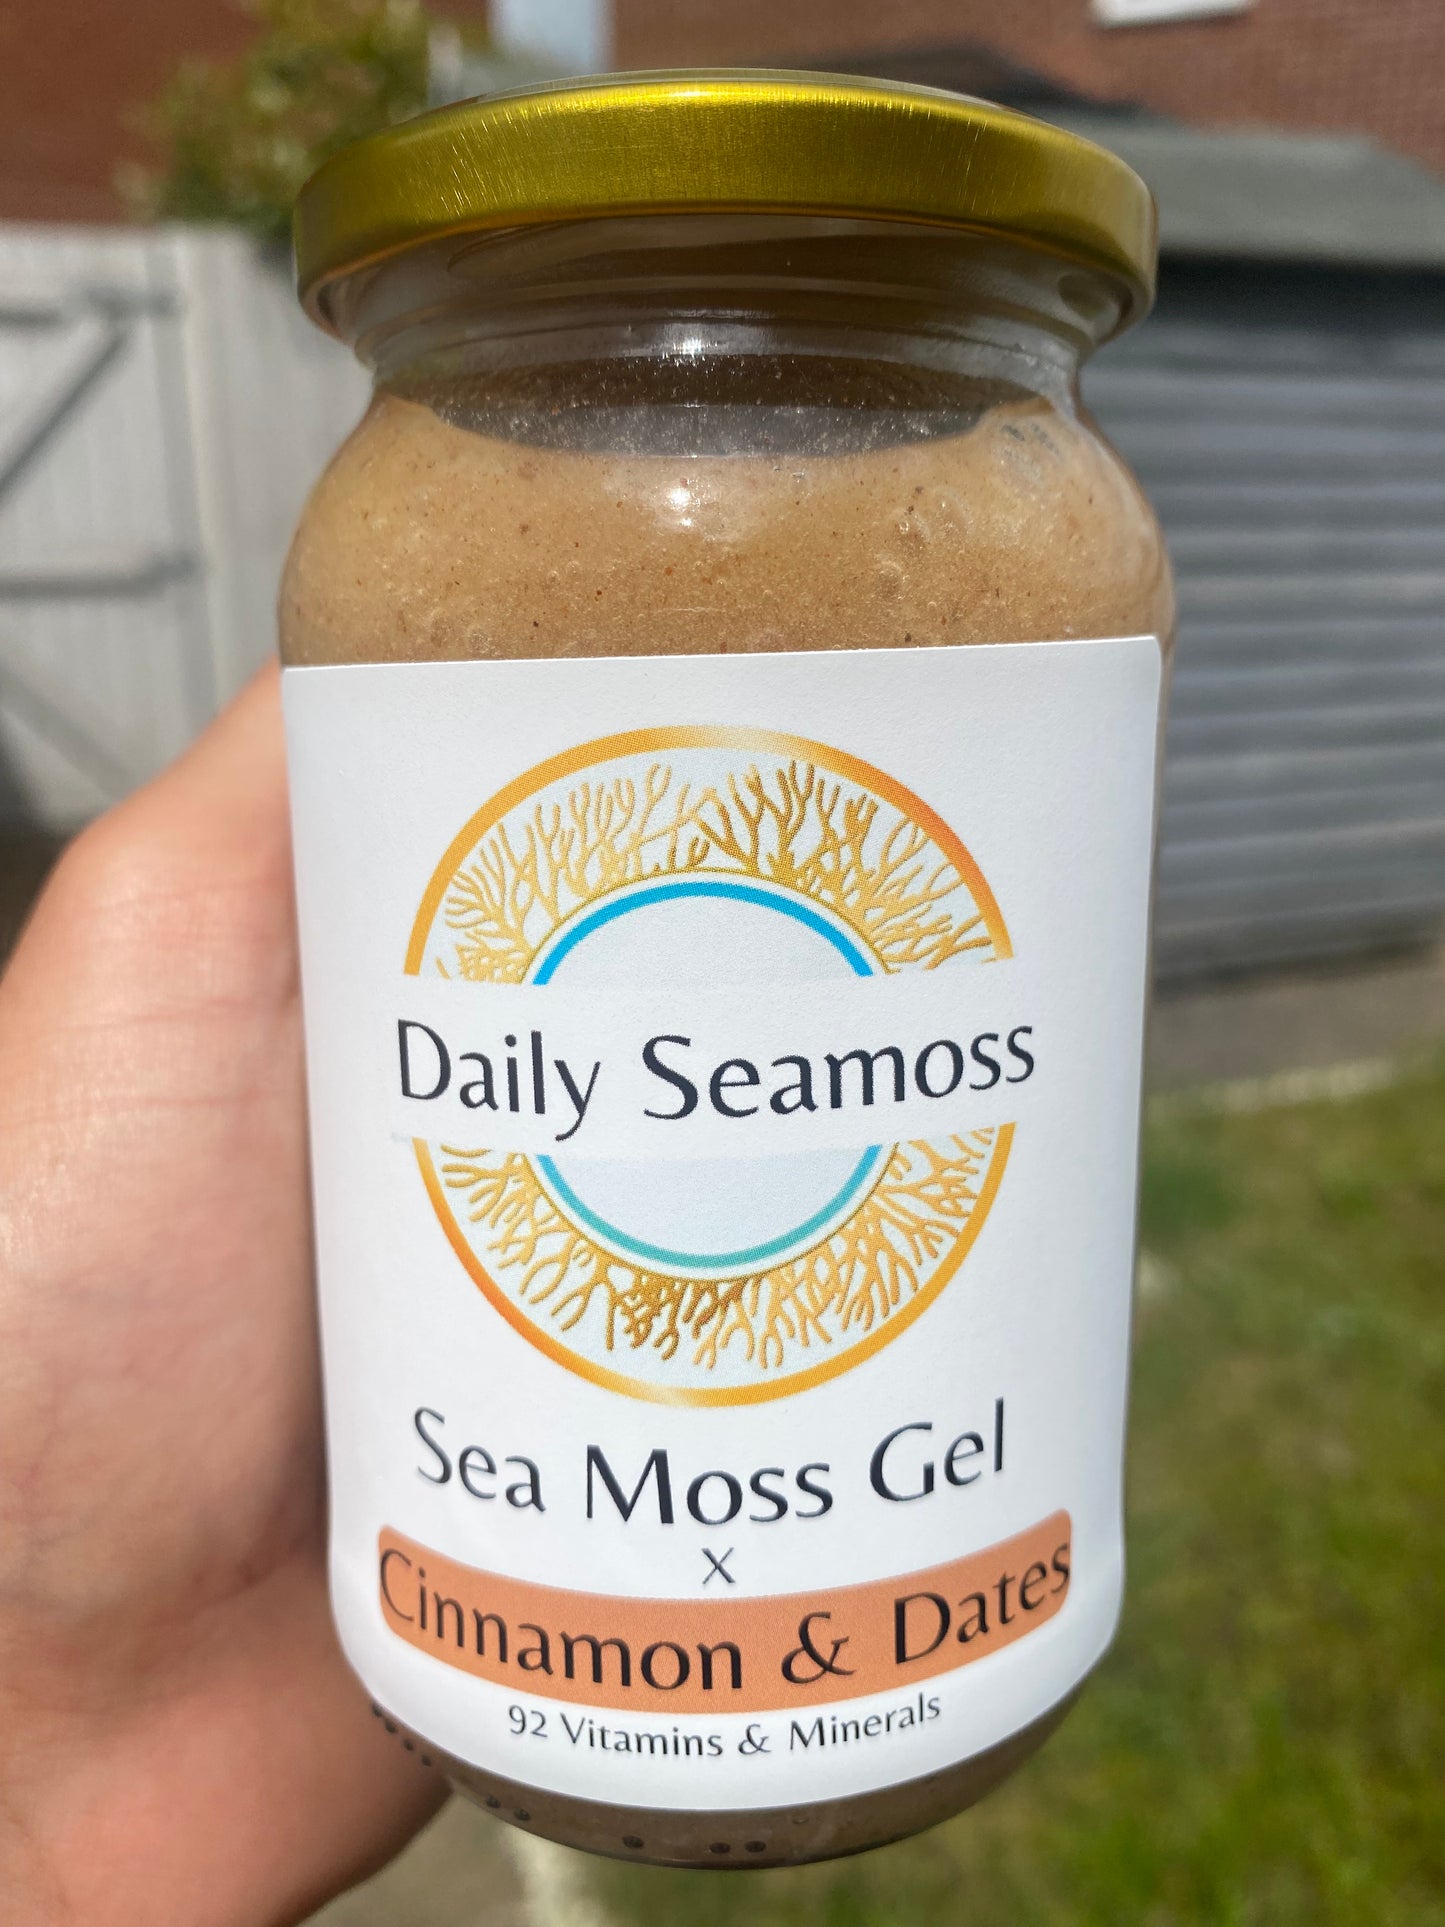 Daily Seamoss
Sea Moss Gel
x
Cinnamon & Dates
92 Vitamins & Minerals